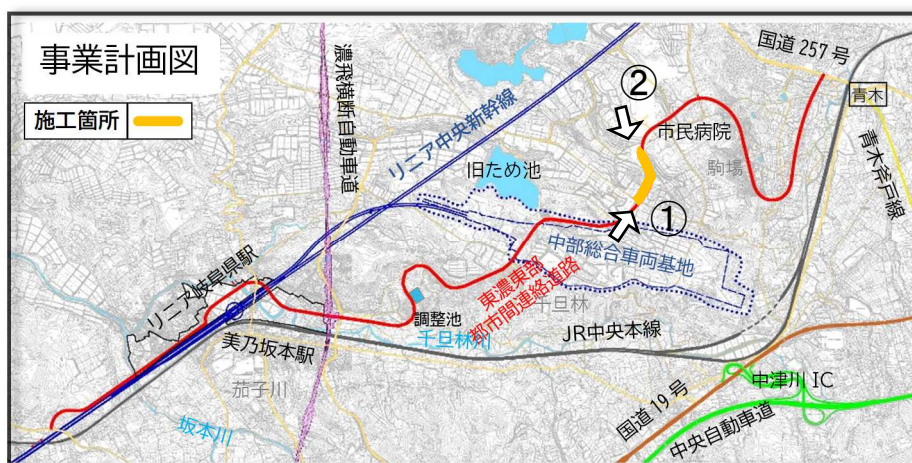 事業計画図
施工箇所
濃飛横断自動車道
リニア中央新幹線
国道257号
青木
②
市民病院
駒場
青木斧戸線
旧ため池
①
中部総合車両基地
リニア岐阜県駅
東濃東部
都市間連絡道路
千旦林
調整池
千旦林川
美乃坂本駅
JR中央本線
茄子川
坂本川
国道19号
中津川IC
中央自動車道